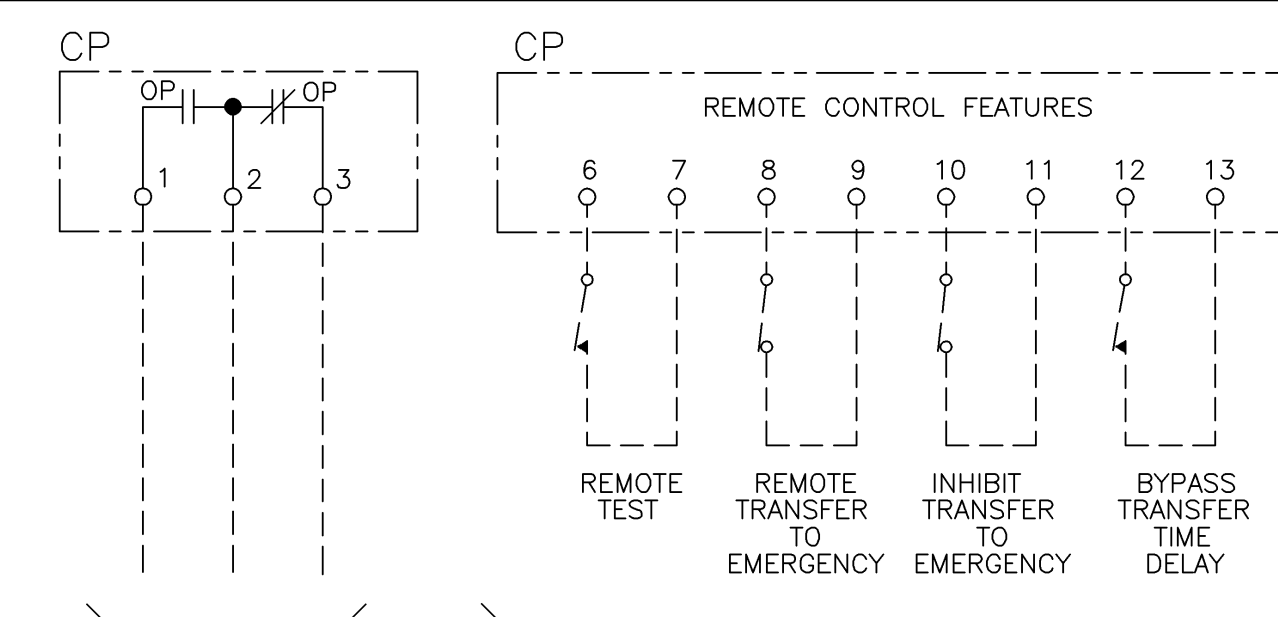 CP
OP OP
1 2 3
CP
REMOTE CONTROL FEATURES
6 7 8 9 10 11 12 13
REMOTE
TEST
REMOTE
TRANSFER
TO
EMERGENCY
INHIBIT
TRANSFER
TO
EMERGENCY
BYPASS
TRANSFER
TIME
DELAY